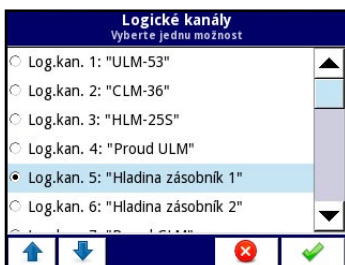 Logické kanály
Vyberte jednu možnost
Log.kan. 1: "ULM-53"
Log.kan. 2: "CLM-36"
Log.kan. 3: "HLM-25S"
Log.kan. 4: "Proud ULM"
Log.kan. 5: "Hladina zásobník 1"
Log.kan. 6: "Hladina zásobník 2"